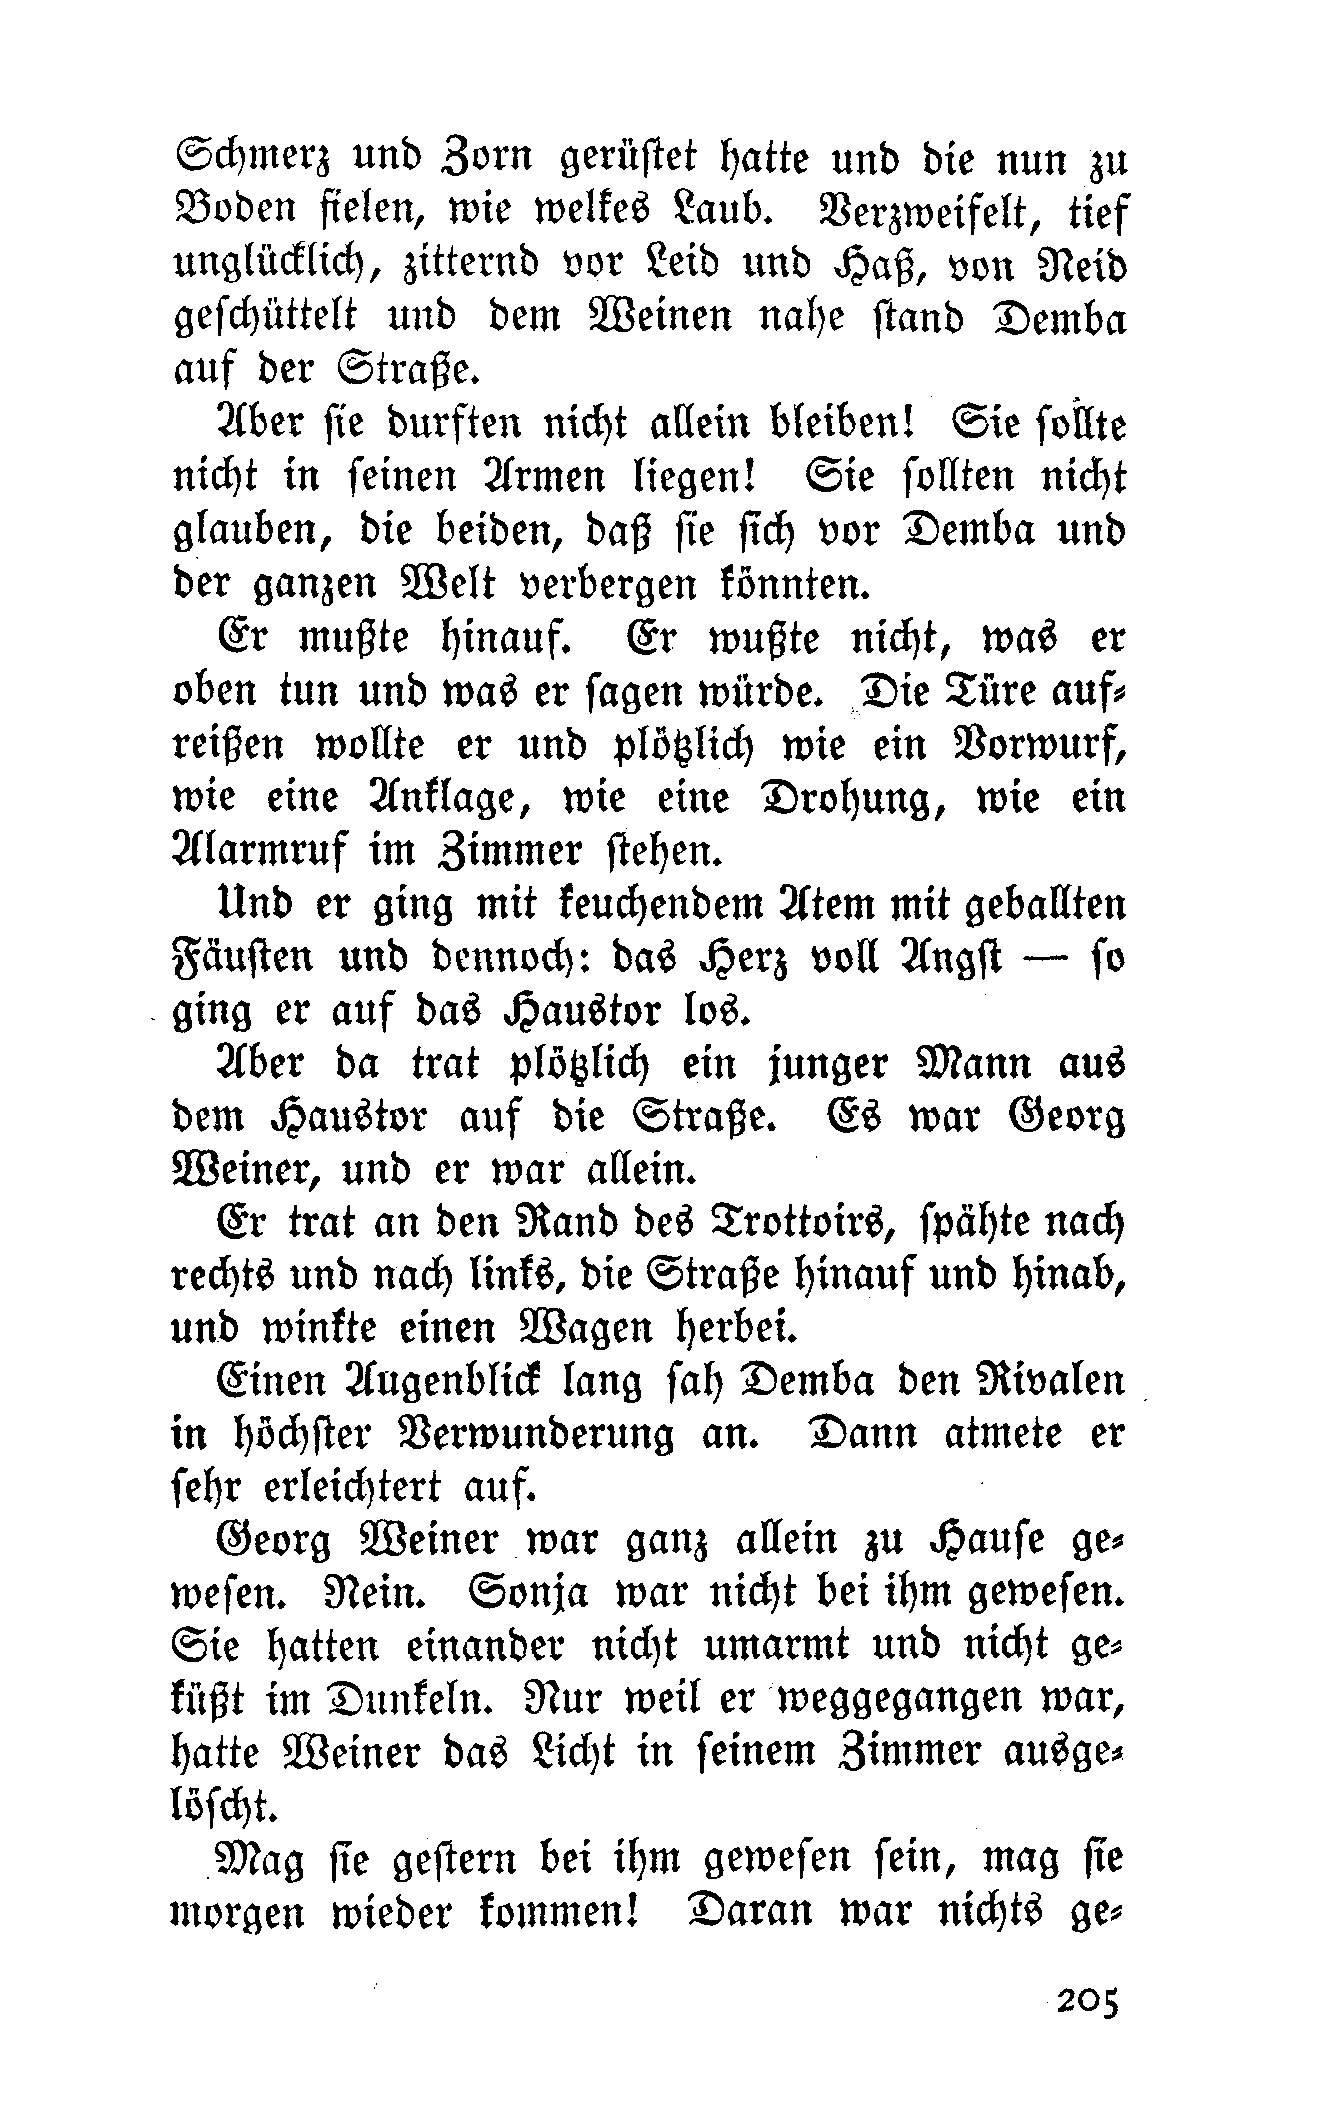 Schmerz und Zorn gerüstet hatte und die nun zu
Boden fielen, wie welkes Laub. Verzweifelt, tief
unglücklich, zitternd vor Leid und Haß, von Neid
geschüttelt und dem Weinen nahe stand Demba
auf der Straße.
Aber sie durften nicht allein bleiben! Sie sollte
nicht in seinen Armen liegen! Sie sollten nicht
glauben, die beiden, daß sie sich vor Demba und
der ganzen Welt verbergen könnten.
Er mußte hinauf. Er wußte nicht, was er
oben tun und was er sagen würde. Die Türe auf-
reißen wollte er und plötzlich wie ein Vorwurf,
wie eine Anklage, wie eine Drohung, wie ein
Alarmruf im Zimmer stehen.
Und er ging mit keuchendem Atem mit geballten
Fäusten und dennoch: das Herz voll Angst — so
ging er auf das Haustor los.
Aber da trat plötzlich ein junger Mann aus
dem Haustor auf die Straße. Es war Georg
Weiner, und er war allein.
Er trat an den Rand des Trottoirs, spähte nach
rechts und nach links, die Straße hinauf und hinab,
und winkte einen Wagen herbei.
Einen Augenblick lang sah Demba den Rivalen
in höchster Verwunderung an. Dann atmete er
sehr erleichtert auf.
Georg Weiner war ganz allein zu Hause ge-
wesen. Nein. Sonja war nicht bei ihm gewesen.
Sie hatten einander nicht umarmt und nicht ge-
küßt im Dunkeln. Nur weil er weggegangen war,
hatte Weiner das Licht in seinem Zimmer ausge-
löscht.
Mag sie gestern bei ihm gewesen sein, mag sie
morgen wieder kommen! Daran war nichts ge-
205